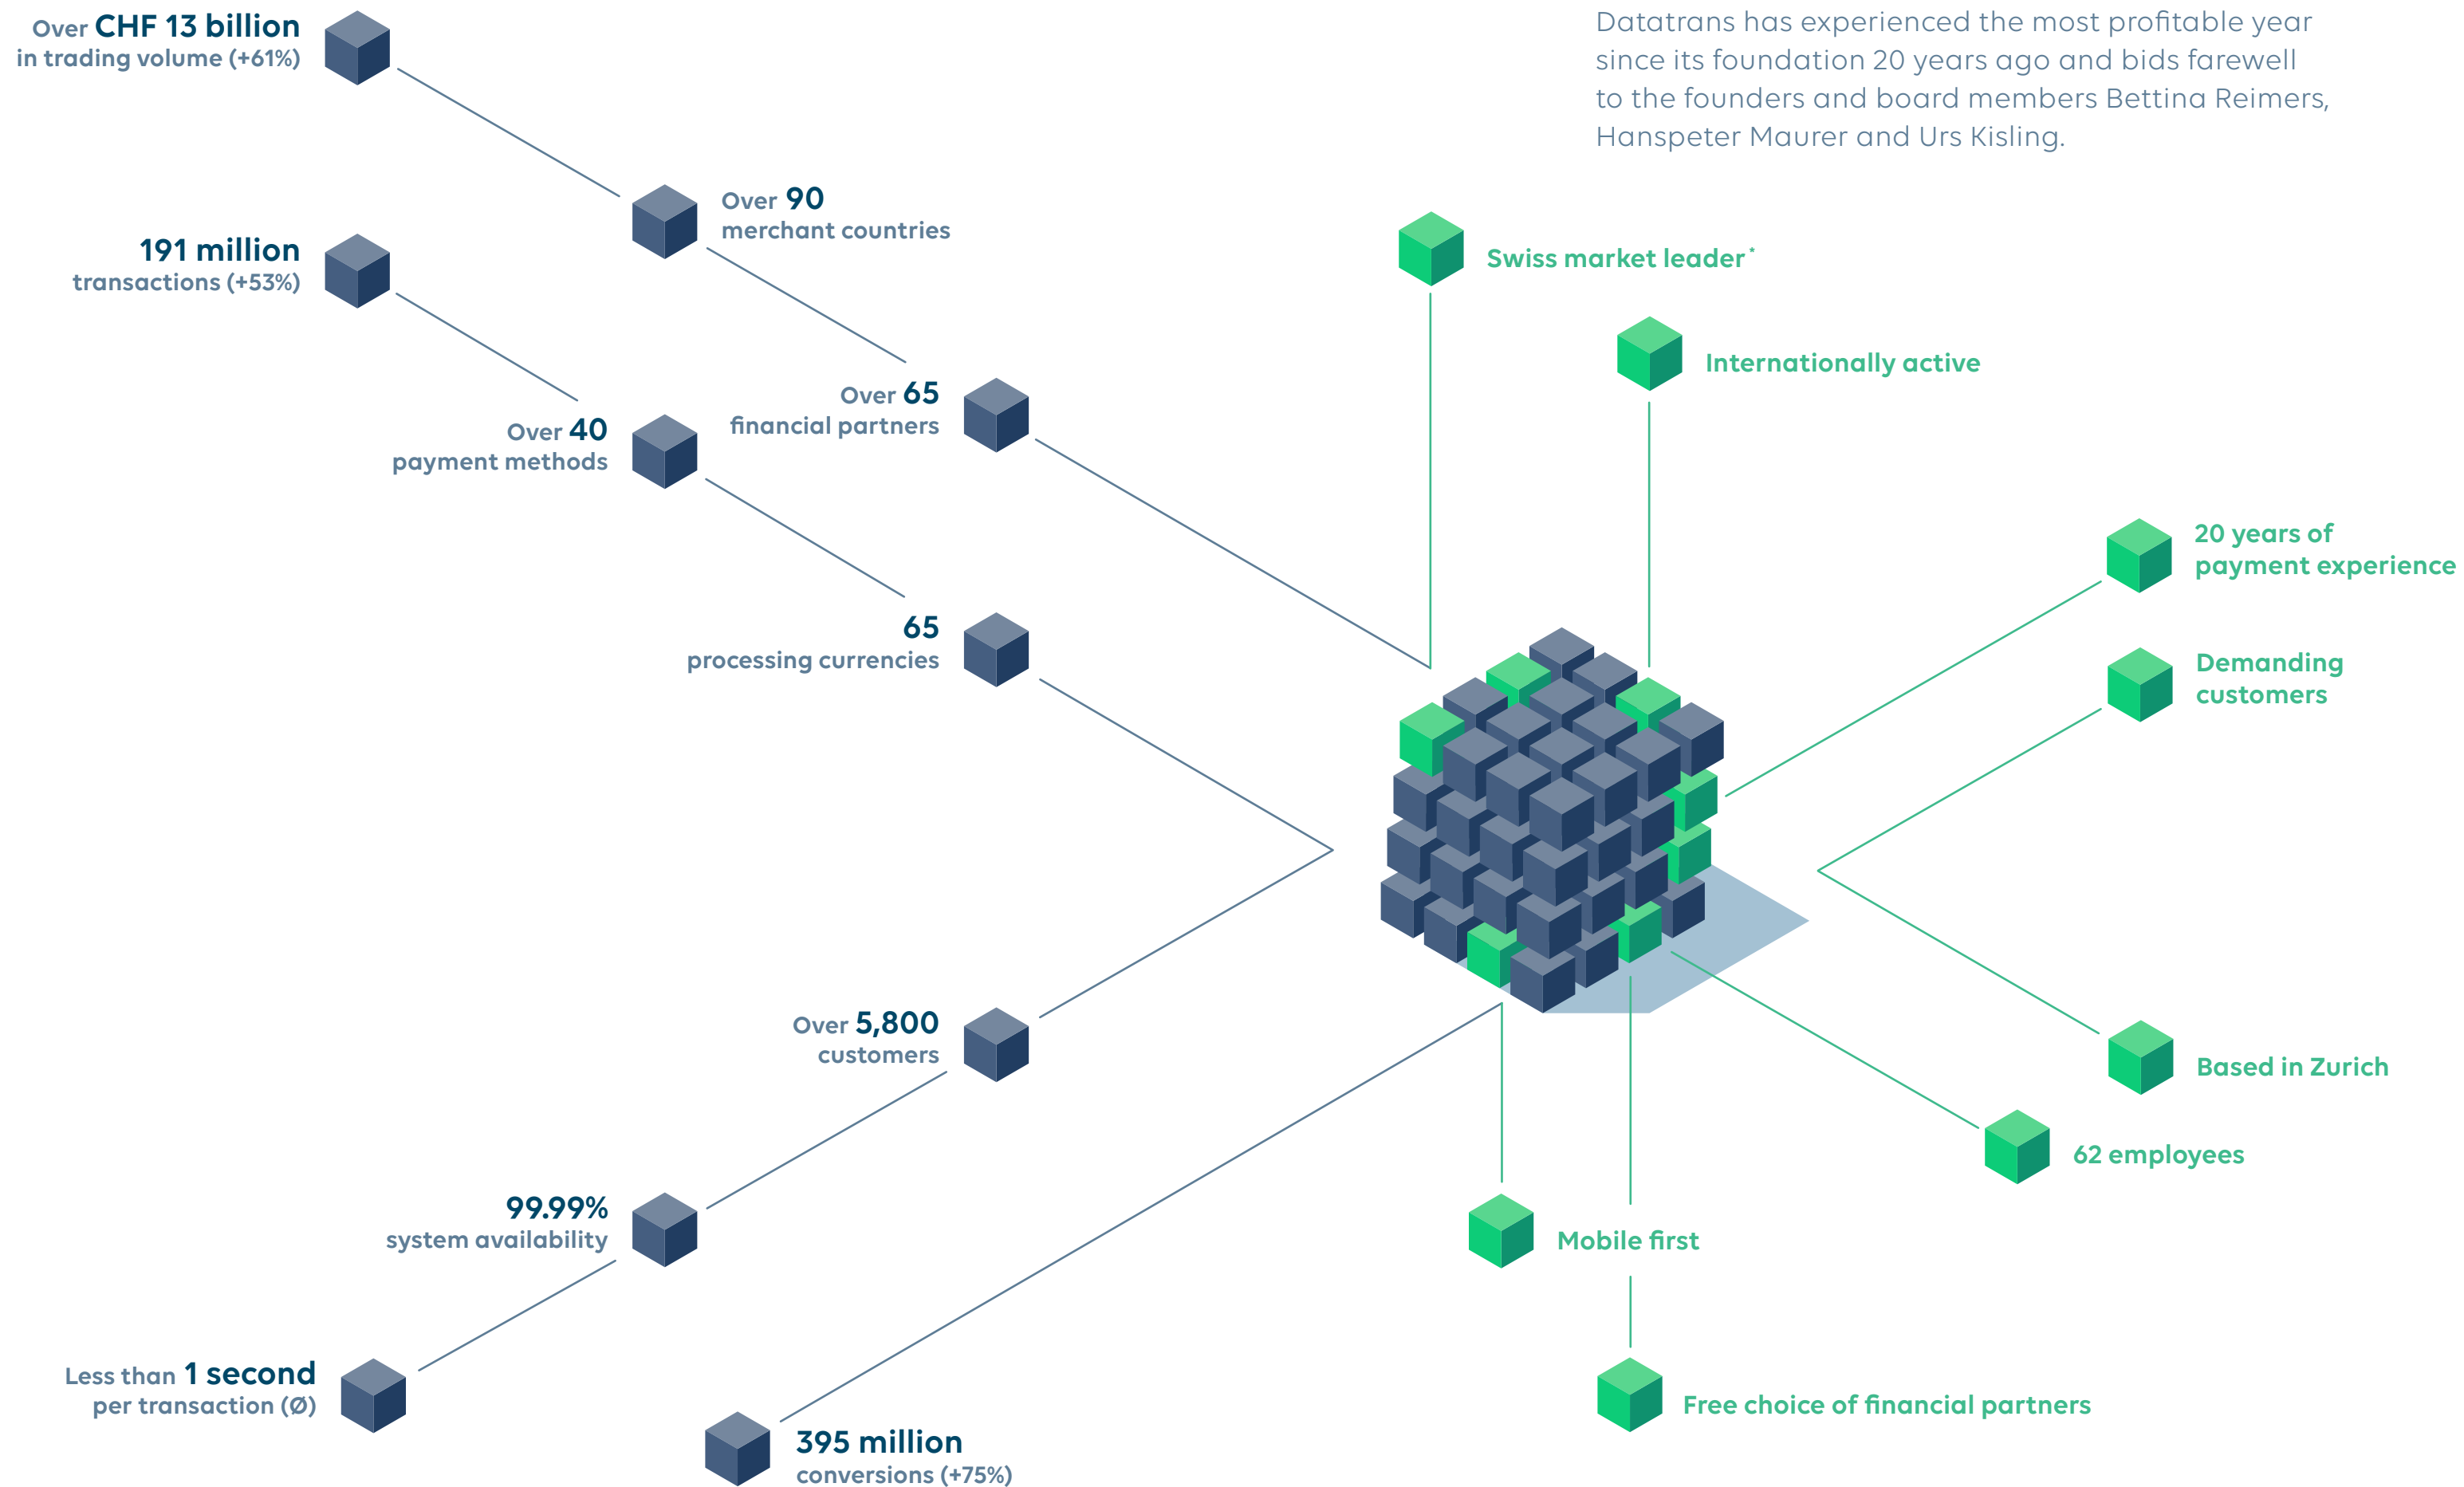 Over CHF 13 billion
in trading volume (+61%)
Datatrans has experienced the most profitable year
since its foundation 20 years ago and bids farewell
to the founders and board members Bettina Reimers,
Hanspeter Maurer and Urs Kisling.
Over 90
merchant countries
191 million
transactions (+53%)
Swiss market leader*
Internationally active
Over 65
financial partners
Over 40
payment methods
20 years of
payment experience
65
processing currencies
Demanding
customers
Over 5,800
customers
Based in Zurich
62 employees
99.99%
system availability
Mobile first
Less than 1 second
per transaction (Ø)
Free choice of financial partners
395 million
conversions (+75%)